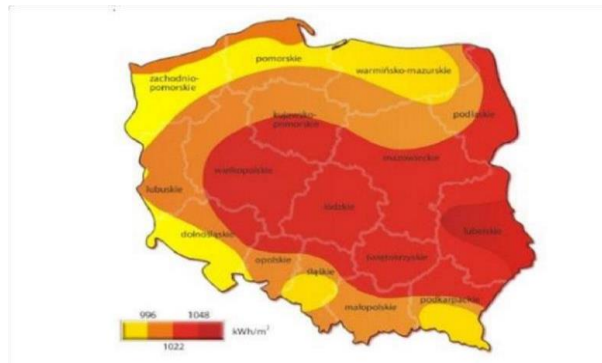 pomorskie
zachodnio-
pomorskie
warmińsko-mazurskie
podlaskie
kujawsko-
pomorskie
mazowieckie
wielkopolskie
lubuskie
łódzkie
lubelskie
dolnośląskie
opolskie
śląskie
świętokrzyskie
małopolskie
podkarpackie
996 1048
kWh/m²
1022